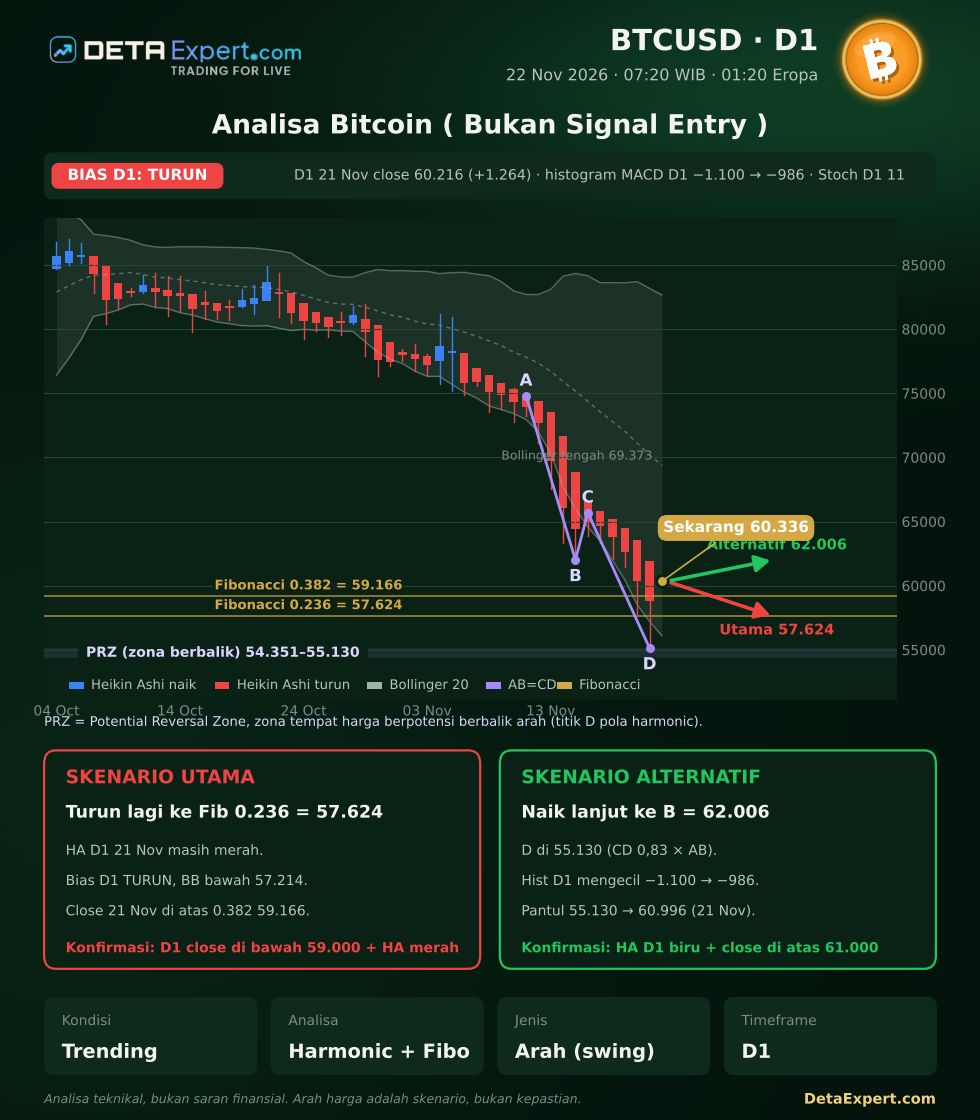 DETA Expert.com
TRADING FOR LIVE
BTCUSD · D1
22 Nov 2026 · 07:20 WIB · 01:20 Eropa
Analisa Bitcoin ( Bukan Signal Entry )
BIAS D1: TURUN
D1 21 Nov close 60.216 (+1.264) · histogram MACD D1 −1.100 → −986 · Stoch D1 11
85000
80000
75000
A
Bollinger tengah 69.373
70000
C
65000
Sekarang 60.336
Alternatif 62.006
B
Fibonacci 0.382 = 59.166
60000
Fibonacci 0.236 = 57.624
Utama 57.624
PRZ (zona berbalik) 54.351–55.130
55000
D
Heikin Ashi naik
Heikin Ashi turun
Bollinger 20
AB=CD
Fibonacci
04 Oct
14 Oct
24 Oct
03 Nov
13 Nov
PRZ = Potential Reversal Zone, zona tempat harga berpotensi berbalik arah (titik D pola harmonic).
SKENARIO UTAMA
Turun lagi ke Fib 0.236 = 57.624
HA D1 21 Nov masih merah.
Bias D1 TURUN, BB bawah 57.214.
Close 21 Nov di atas 0.382 59.166.
Konfirmasi: D1 close di bawah 59.000 + HA merah
SKENARIO ALTERNATIF
Naik lanjut ke B = 62.006
D di 55.130 (CD 0,83 × AB).
Hist D1 mengecil −1.100 → −986.
Pantul 55.130 → 60.996 (21 Nov).
Konfirmasi: HA D1 biru + close di atas 61.000
Kondisi
Trending
Analisa
Harmonic + Fibo
Jenis
Arah (swing)
Timeframe
D1
Analisa teknikal, bukan saran finansial. Arah harga adalah skenario, bukan kepastian.
DetaExpert.com